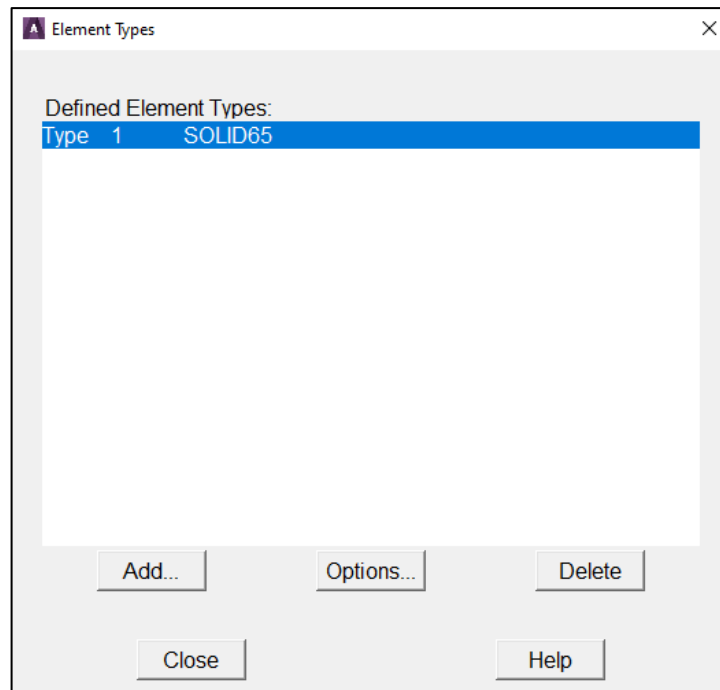 Element Types
Defined Element Types:
Type 1 SOLID65
Add... Options... Delete
Close Help